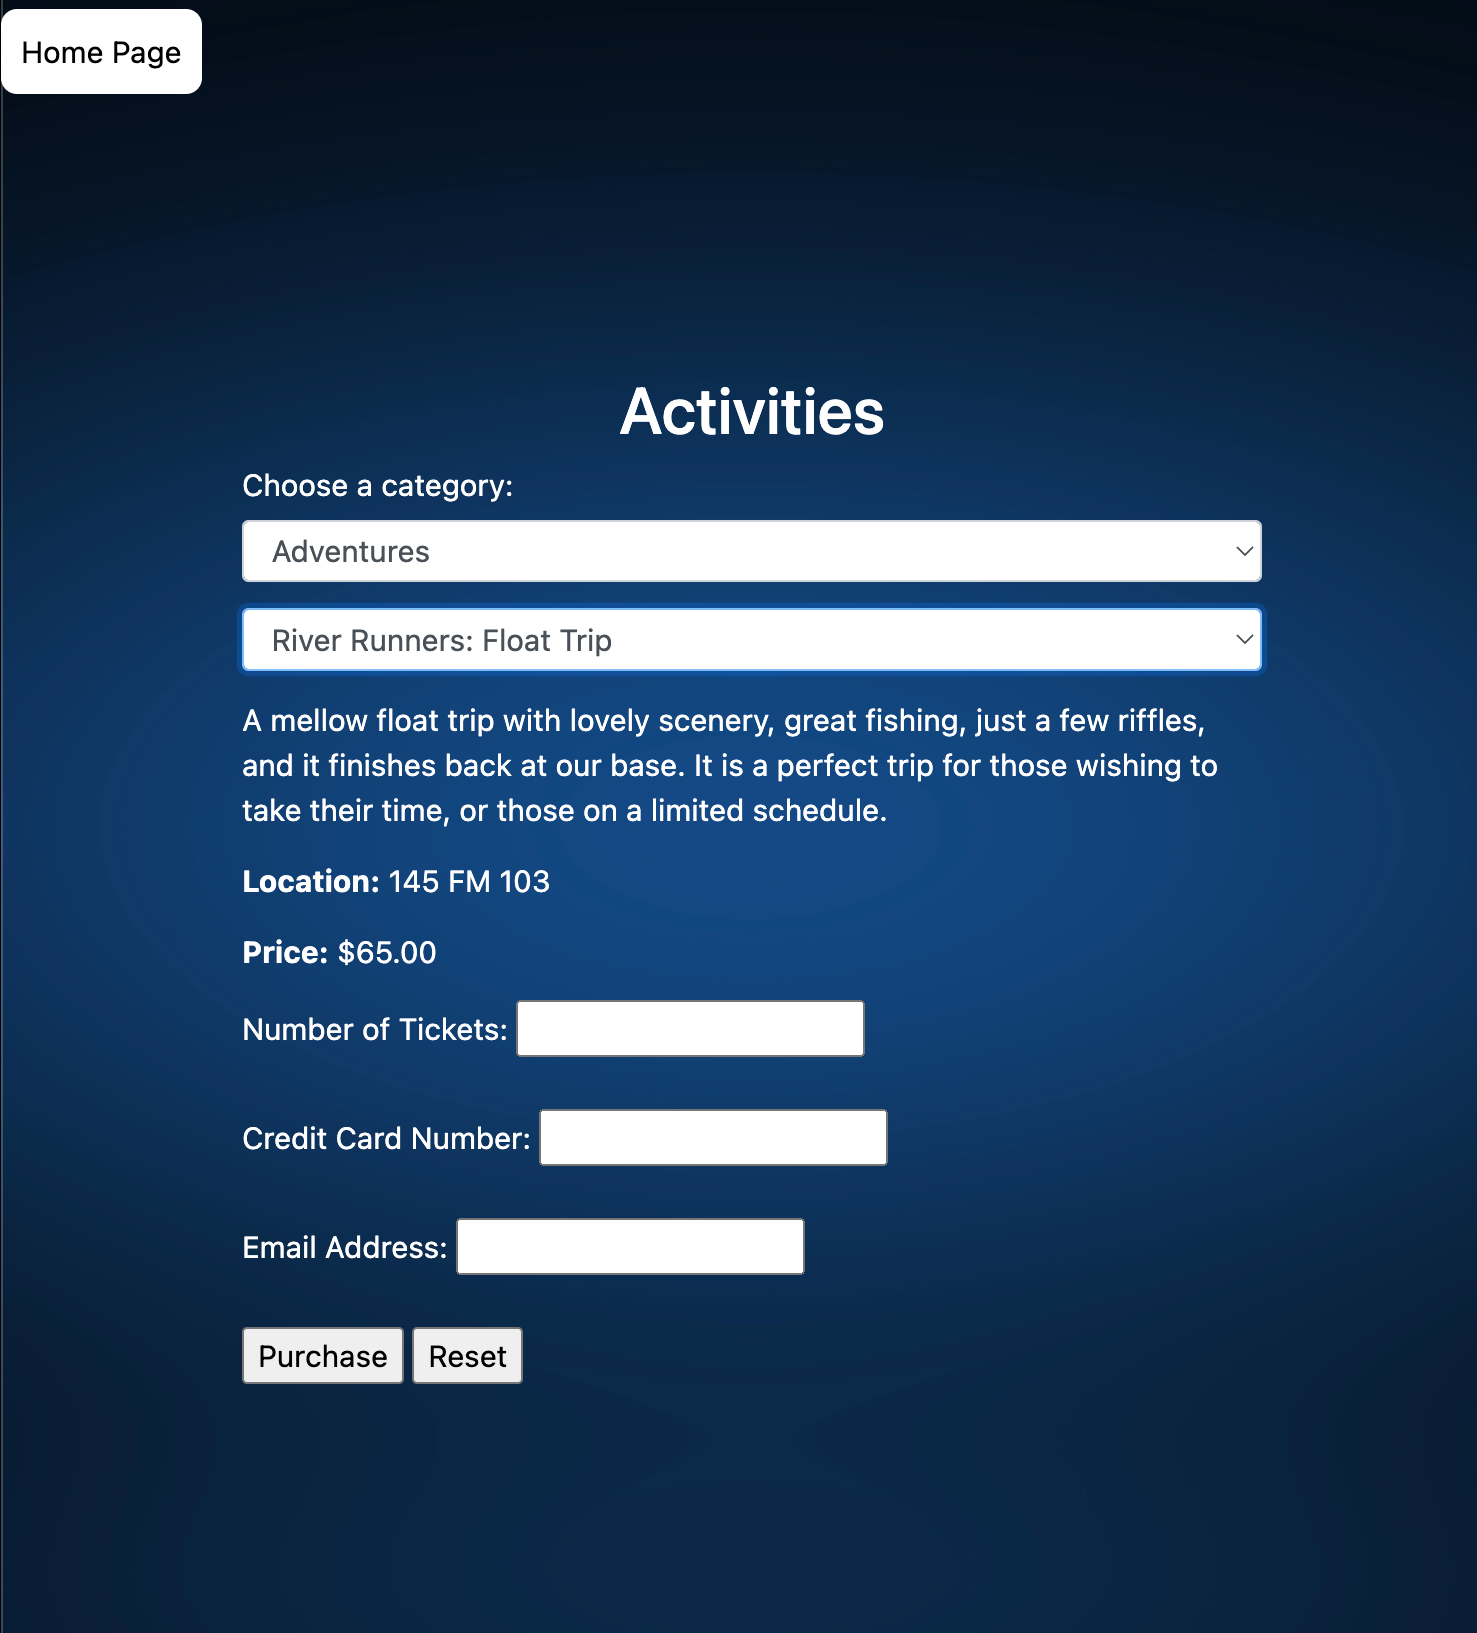 Home Page
Activities
Choose a category:
Adventures
River Runners: Float Trip
A mellow float trip with lovely scenery, great fishing, just a few riffles,
and it finishes back at our base. It is a perfect trip for those wishing to
take their time, or those on a limited schedule.
Location: 145 FM 103
Price: $65.00
Number of Tickets:
Credit Card Number:
Email Address:
Purchase Reset